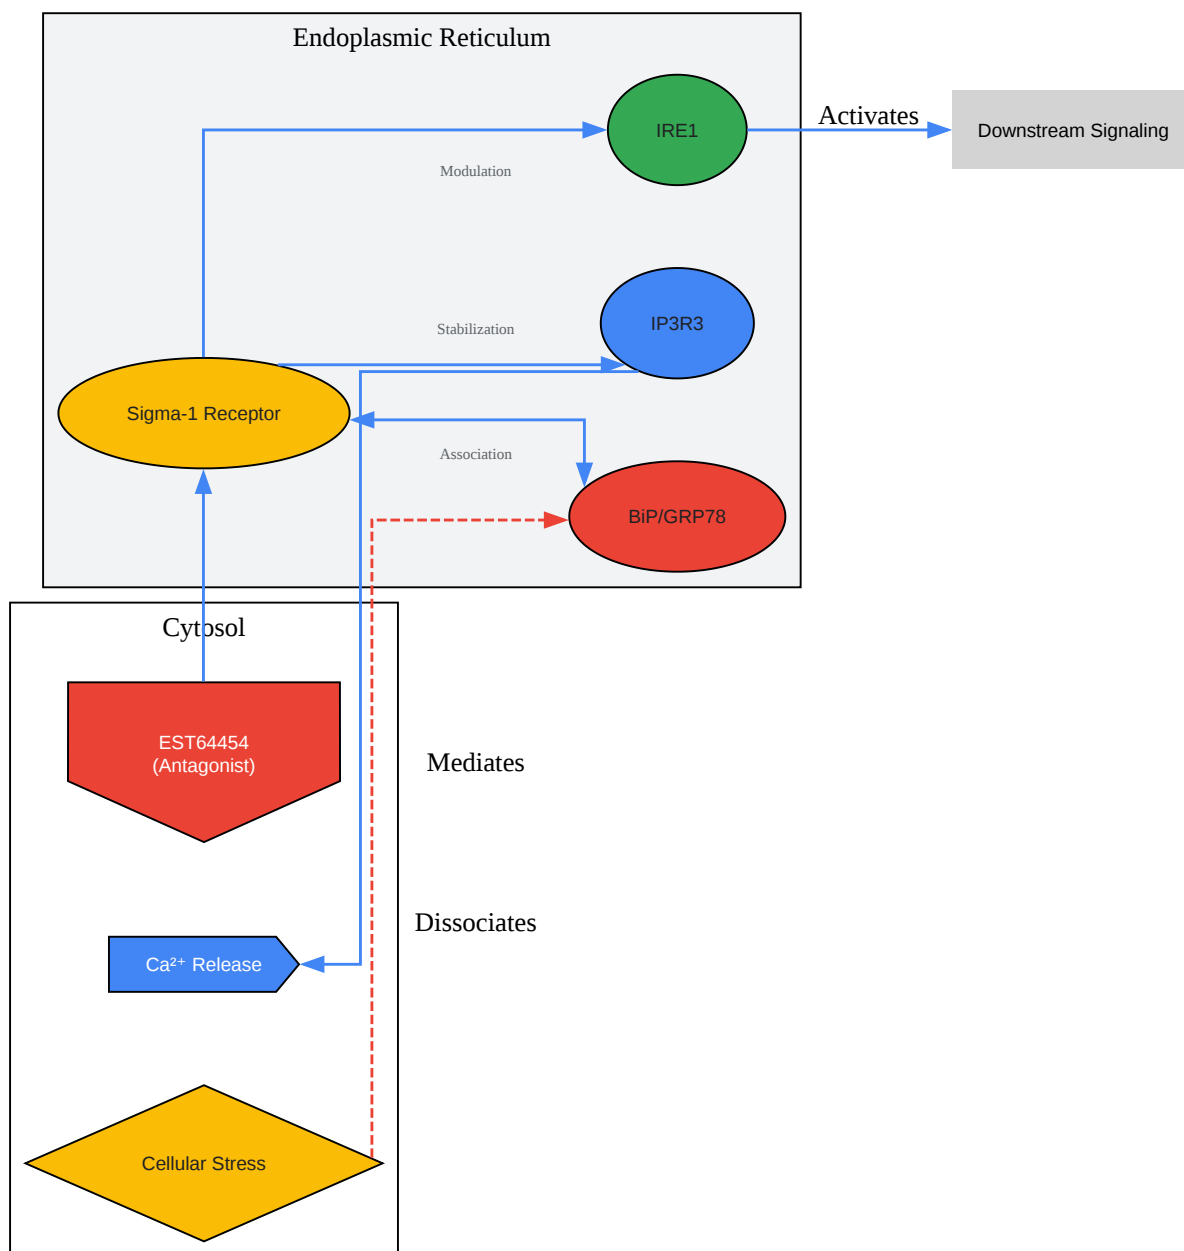 Endoplasmic Reticulum
IRE1
Activates
Downstream Signaling
Modulation
IP3R3
Stabilization
Sigma-1 Receptor
Association
BiP/GRP78
Cytosol
EST64454
(Antagonist)
Mediates
Dissociates
Ca²⁺ Release
Cellular Stress